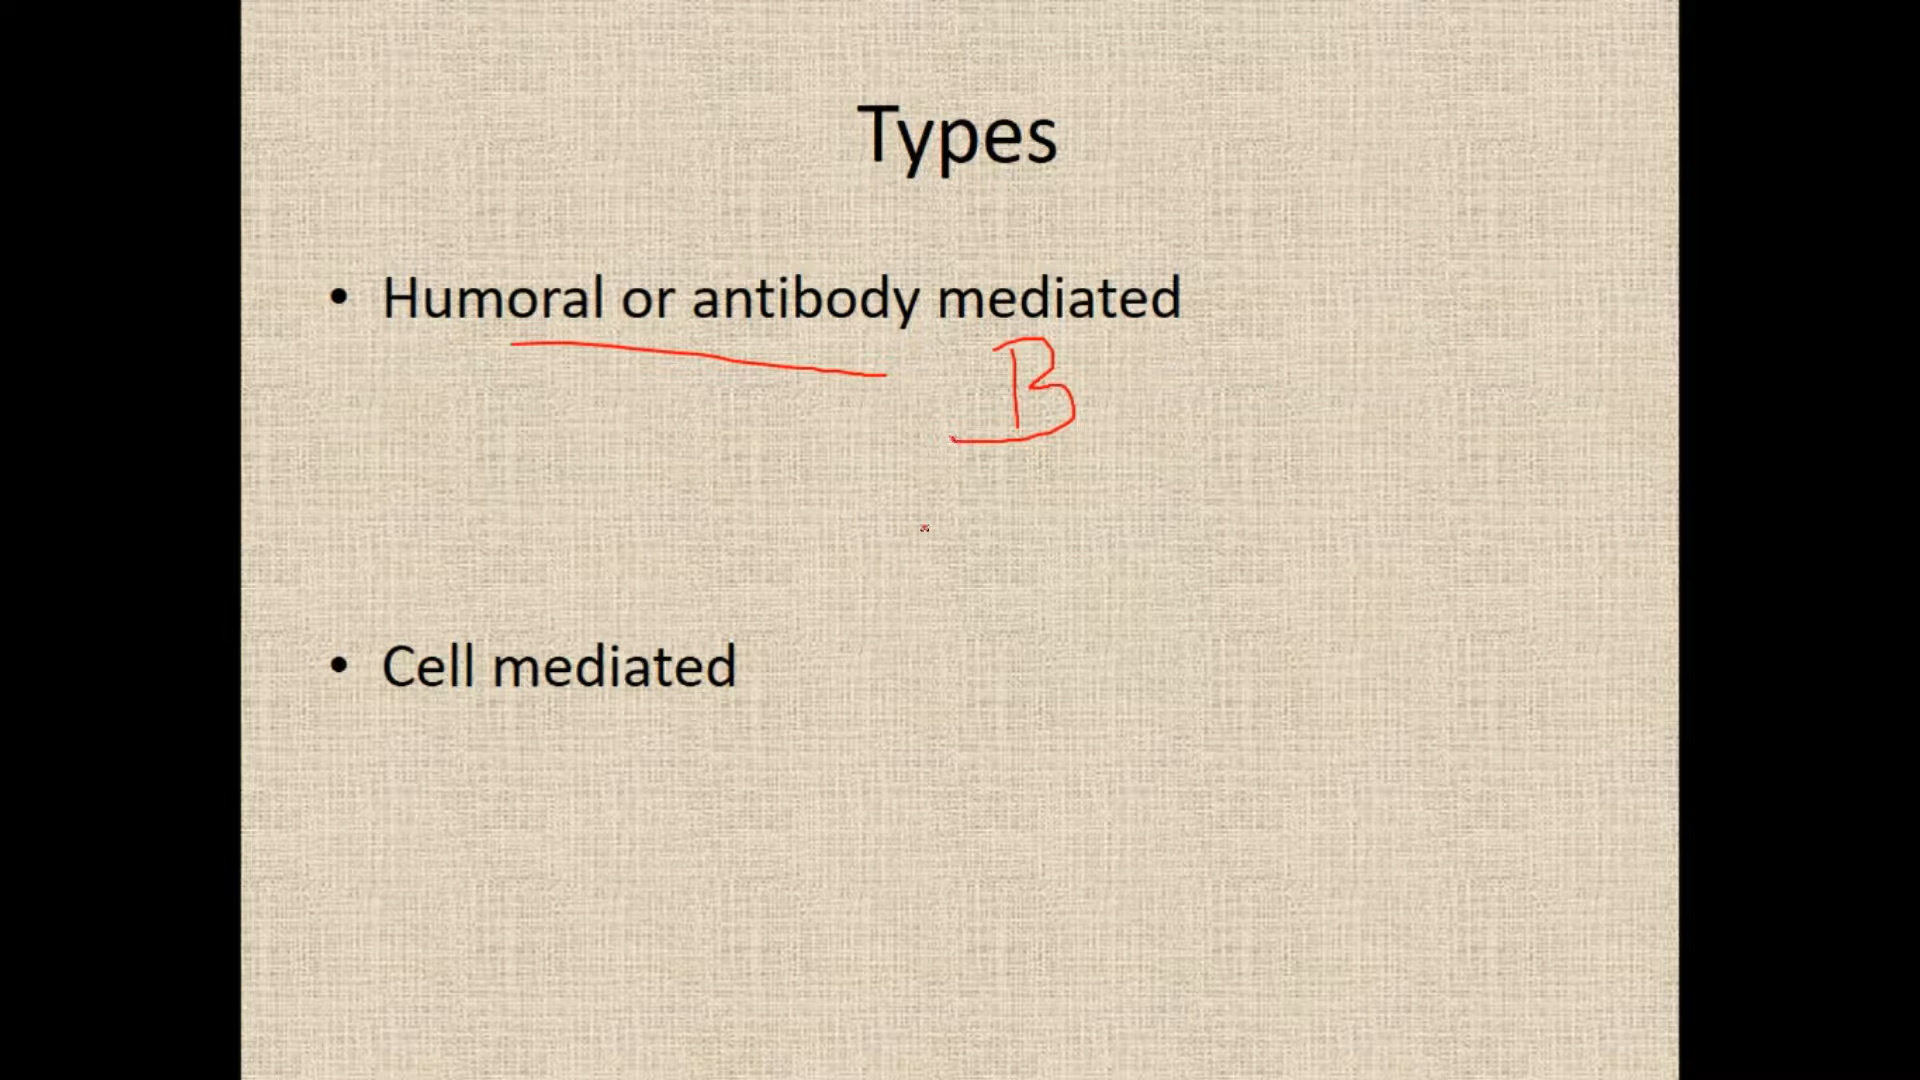 Types
• Humoral or antibody mediated
B
• Cell mediated